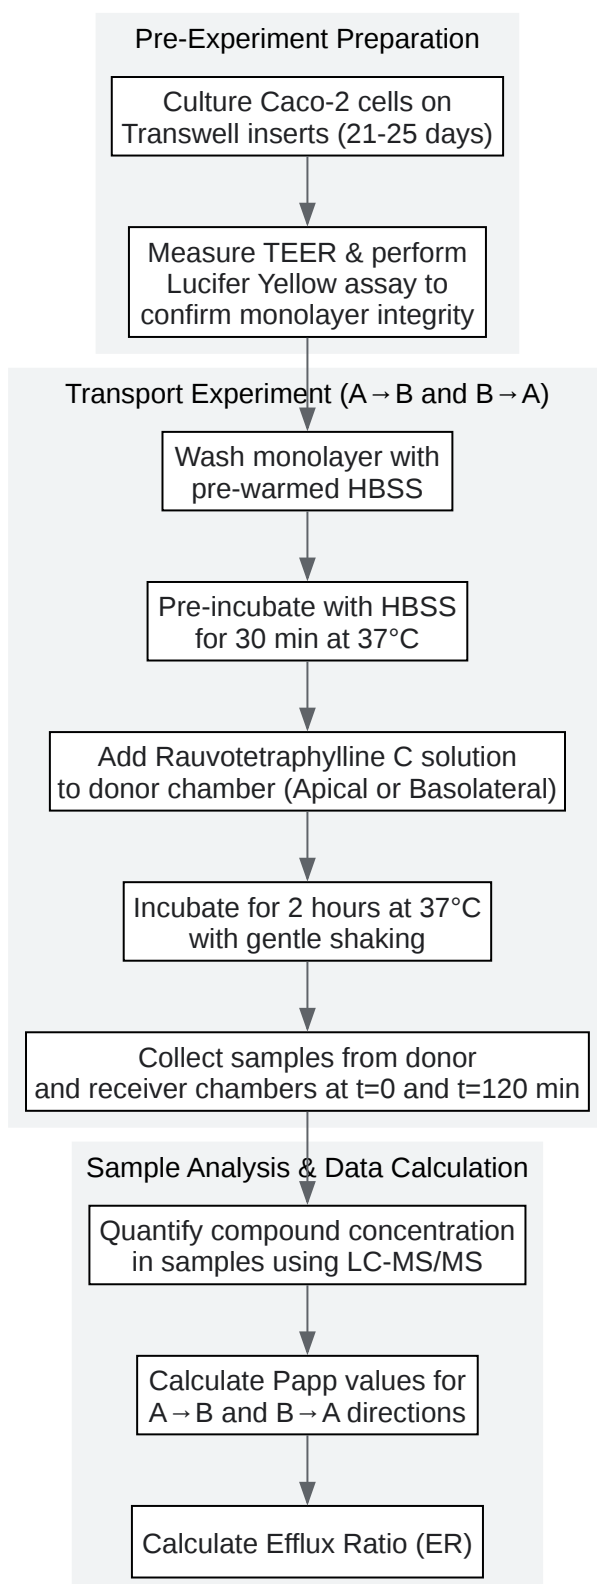 Pre-Experiment Preparation
Culture Caco-2 cells on
Transwell inserts (21-25 days)
Measure TEER & perform
Lucifer Yellow assay to
confirm monolayer integrity
Transport Experiment (A→B and B→A)
Wash monolayer with
pre-warmed HBSS
Pre-incubate with HBSS
for 30 min at 37°C
Add Rauvotetraphylline C solution
to donor chamber (Apical or Basolateral)
Incubate for 2 hours at 37°C
with gentle shaking
Collect samples from donor
and receiver chambers at t=0 and t=120 min
Sample Analysis & Data Calculation
Quantify compound concentration
in samples using LC-MS/MS
Calculate Papp values for
A→B and B→A directions
Calculate Efflux Ratio (ER)